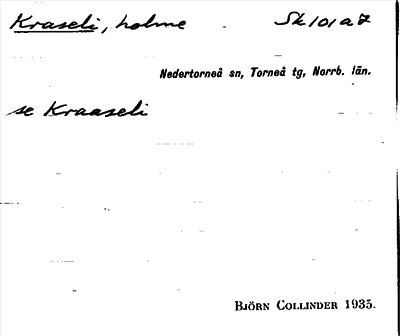 Kraseli, holme Sk 101 a 7
Nedertorneå sn, Torneå tg, Norrb. län.
se Kraaseli
BJÖRN COLLINDER 1935.